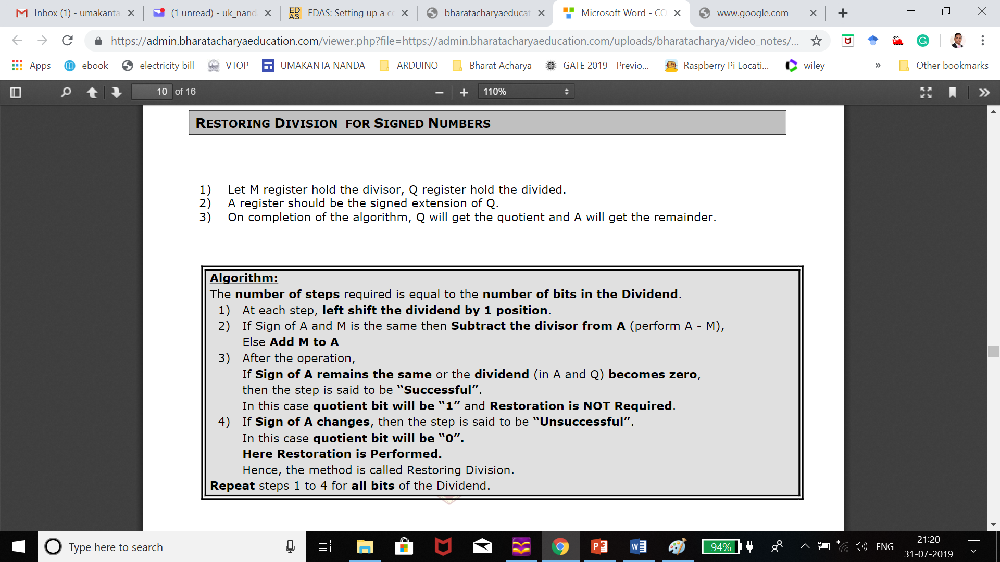 Inbox (1) - umakanta
(1 unread) - uk_nand
EDAS: Setting up a co
bharatacharyaeducat
Microsoft Word - CO
www.google.com
https://admin.bharatacharyaeducation.com/viewer.php?file=https://admin.bharatacharyaeducation.com/uploads/bharatacharya/video_notes/...
Apps
ebook
electricity bill
VTOP
UMAKANTA NANDA
ARDUINO
Bharat Acharya
GATE 2019 - Previo...
Raspberry Pi Locati...
wiley
»
Other bookmarks
10 of 16
110%
RESTORING DIVISION FOR SIGNED NUMBERS
1) Let M register hold the divisor, Q register hold the divided.
2) A register should be the signed extension of Q.
3) On completion of the algorithm, Q will get the quotient and A will get the remainder.
Algorithm:
The number of steps required is equal to the number of bits in the Dividend.
1) At each step, left shift the dividend by 1 position.
2) If Sign of A and M is the same then Subtract the divisor from A (perform A - M),
Else Add M to A
3) After the operation,
If Sign of A remains the same or the dividend (in A and Q) becomes zero,
then the step is said to be “Successful”.
In this case quotient bit will be “1” and Restoration is NOT Required.
4) If Sign of A changes, then the step is said to be “Unsuccessful”.
In this case quotient bit will be “0”.
Here Restoration is Performed.
Hence, the method is called Restoring Division.
Repeat steps 1 to 4 for all bits of the Dividend.
Type here to search
94%
ENG
21:20
31-07-2019